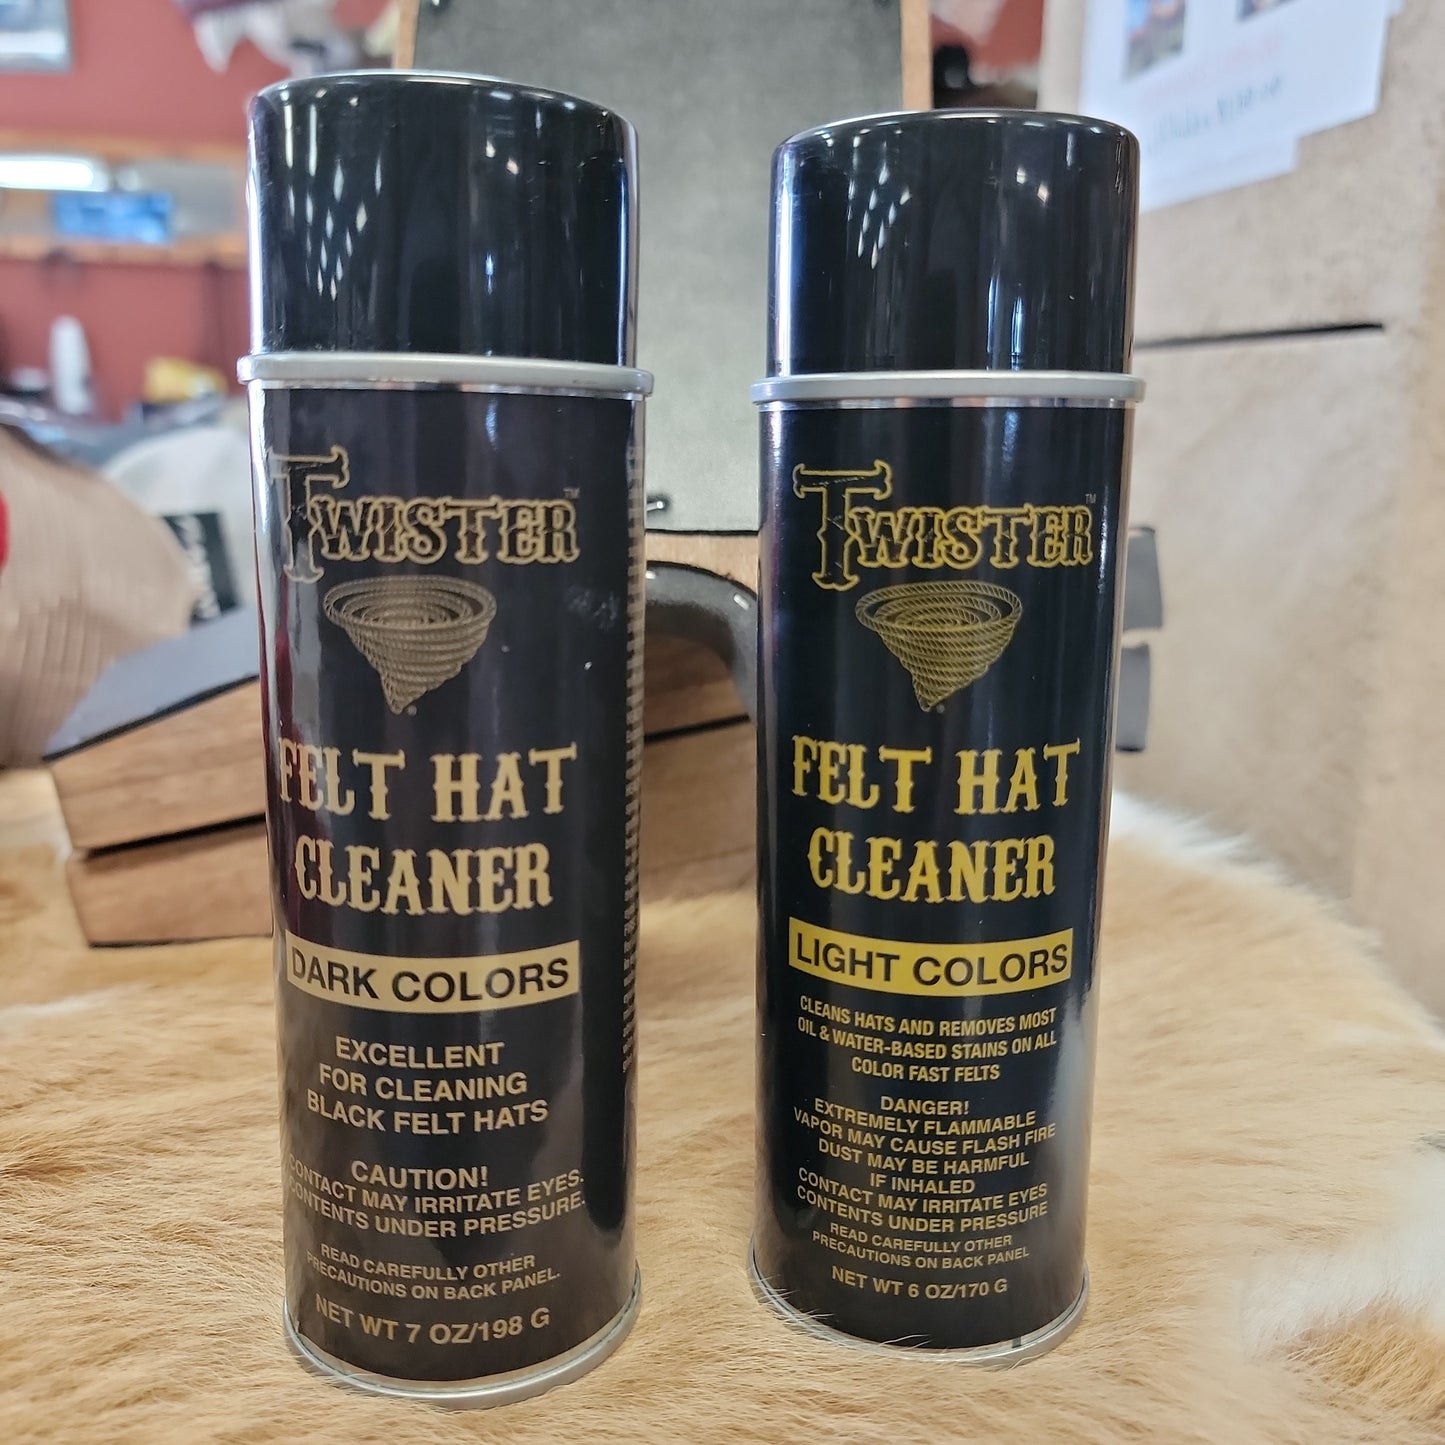 TWISTER™
®
FELT HAT
CLEANER
DARK COLORS
EXCELLENT
FOR CLEANING
BLACK FELT HATS
CAUTION!
CONTACT MAY IRRITATE EYES.
CONTENTS UNDER PRESSURE.
READ CAREFULLY OTHER
PRECAUTIONS ON BACK PANEL.
NET WT 7 OZ/198 G
TWISTER™
®
FELT HAT
CLEANER
LIGHT COLORS
CLEANS HATS AND REMOVES MOST
OIL & WATER-BASED STAINS ON ALL
COLOR FAST FELTS
DANGER!
EXTREMELY FLAMMABLE
VAPOR MAY CAUSE FLASH FIRE
DUST MAY BE HARMFUL
IF INHALED
CONTACT MAY IRRITATE EYES
CONTENTS UNDER PRESSURE
READ CAREFULLY OTHER
PRECAUTIONS ON BACK PANEL
NET WT 6 OZ/170 G